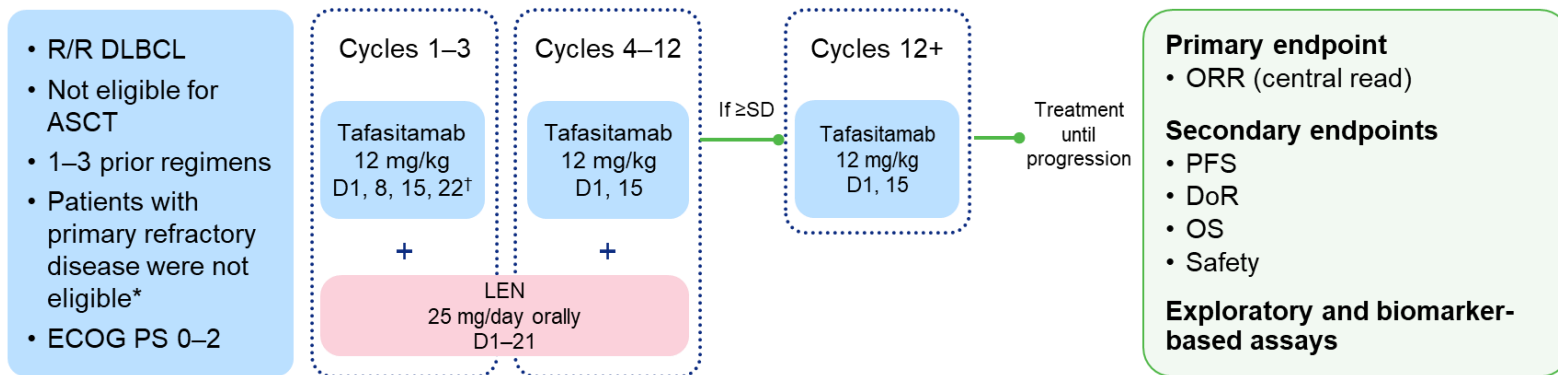 • R/R DLBCL
• Not eligible for
ASCT
• 1–3 prior regimens
• Patients with
primary refractory
disease were not
eligible*
• ECOG PS 0–2
Cycles 1–3
Tafasitamab
12 mg/kg
D1, 8, 15, 22†
+
Cycles 4–12
Tafasitamab
12 mg/kg
D1, 15
+
LEN
25 mg/day orally
D1–21
If ≥SD
Cycles 12+
Tafasitamab
12 mg/kg
D1, 15
Treatment
until
progression
Primary endpoint
• ORR (central read)
Secondary endpoints
• PFS
• DoR
• OS
• Safety
Exploratory and biomarker-
based assays